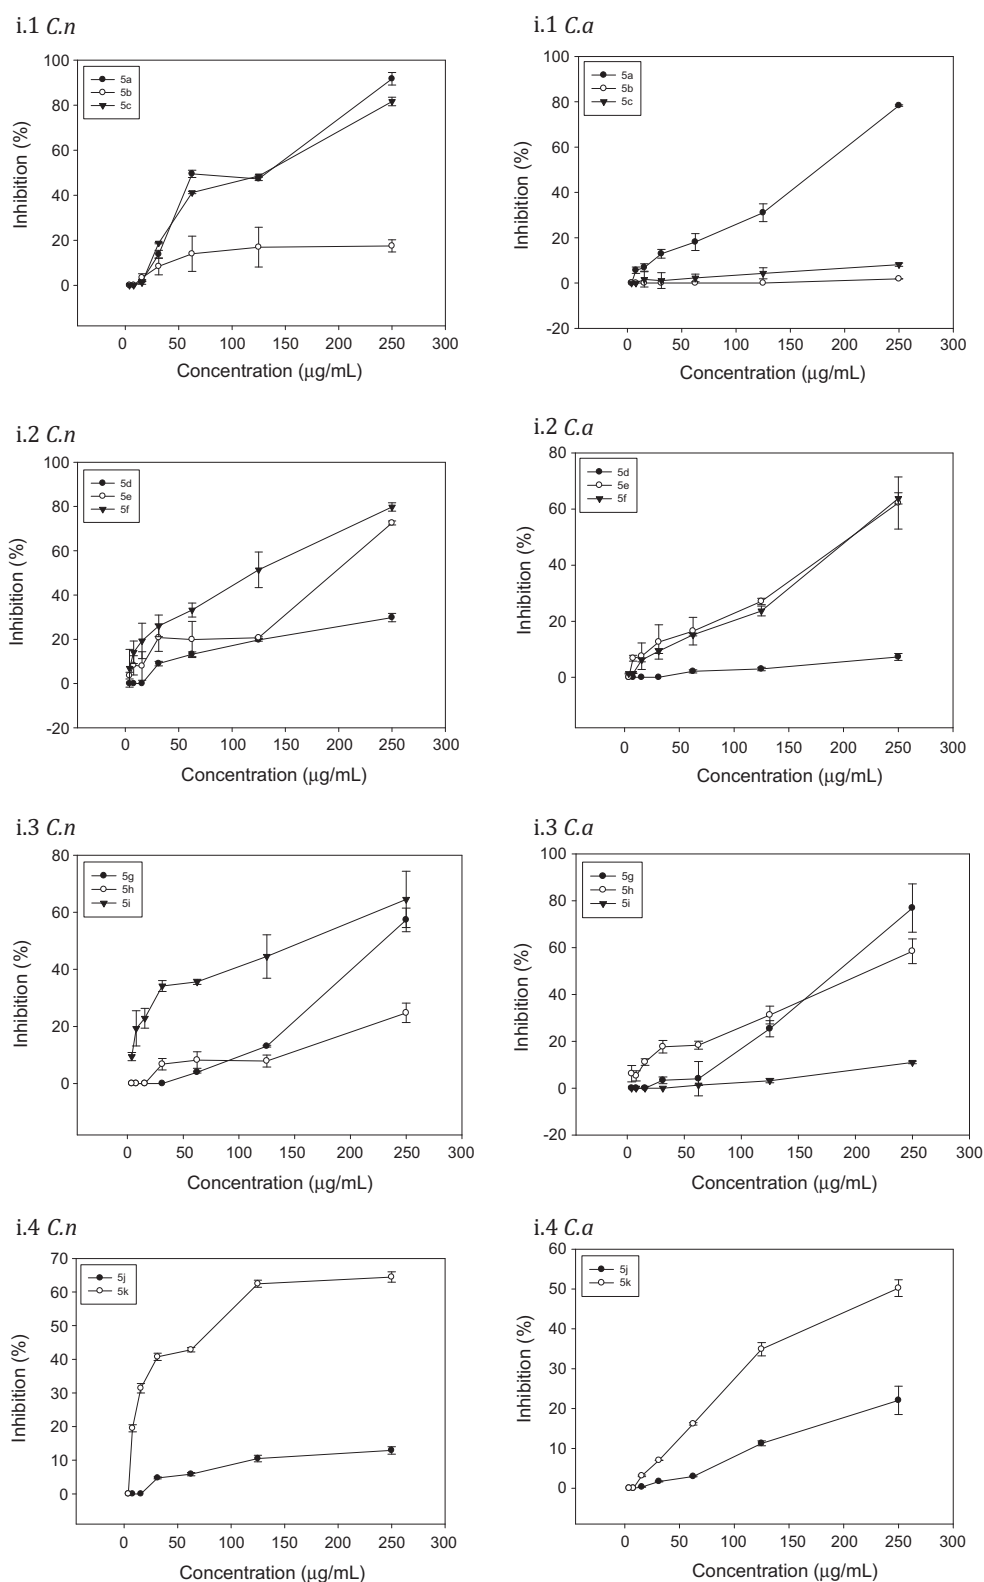 i.1 C.n
100
80
60
40
20
0
Inhibition (%)
5a
5b
5c
0 50 100 150 200 250 300
Concentration (μg/mL)
i.1 C.a
100
80
60
40
20
0
-20
Inhibition (%)
5a
5b
5c
0 50 100 150 200 250 300
Concentration (μg/mL)
i.2 C.n
100
80
60
40
20
0
-20
Inhibition (%)
5d
5e
5f
0 50 100 150 200 250 300
Concentration (μg/mL)
i.2 C.a
80
60
40
20
0
Inhibition (%)
5d
5e
5f
0 50 100 150 200 250 300
Concentration (μg/mL)
i.3 C.n
80
60
40
20
0
Inhibition (%)
5g
5h
5i
0 50 100 150 200 250 300
Concentration (μg/mL)
i.3 C.a
100
80
60
40
20
0
-20
Inhibition (%)
5g
5h
5i
0 50 100 150 200 250 300
Concentration (μg/mL)
i.4 C.n
70
60
50
40
30
20
10
0
Inhibition (%)
5j
5k
0 50 100 150 200 250 300
Concentration (μg/mL)
i.4 C.a
60
50
40
30
20
10
0
Inhibition (%)
5j
5k
0 50 100 150 200 250 300
Concentration (μg/mL)